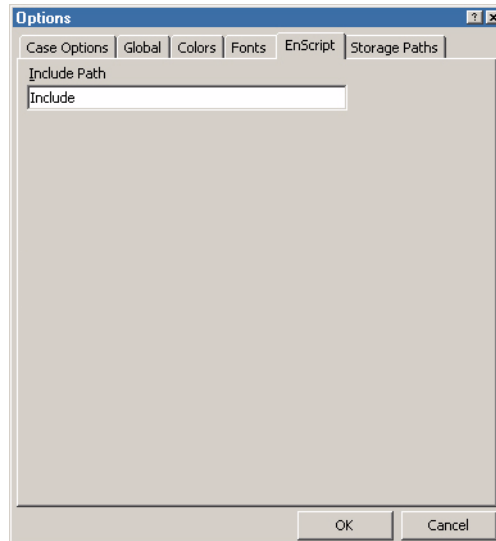 Options
Case Options Global Colors Fonts EnScript Storage Paths
Include Path
Include
OK Cancel